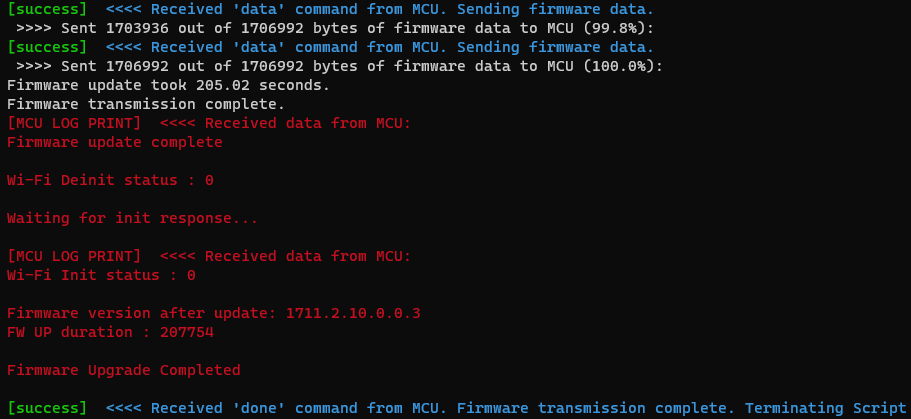 [success]  <<<< Received 'data' command from MCU. Sending firmware data.
 >>>> Sent 1703936 out of 1706992 bytes of firmware data to MCU (99.8%):
[success]  <<<< Received 'data' command from MCU. Sending firmware data.
 >>>> Sent 1706992 out of 1706992 bytes of firmware data to MCU (100.0%):
Firmware update took 205.02 seconds.
Firmware transmission complete.
[MCU LOG PRINT]  <<<< Received data from MCU:
Firmware update complete
Wi-Fi Deinit status : 0
Waiting for init response...
[MCU LOG PRINT]  <<<< Received data from MCU:
Wi-Fi Init status : 0
Firmware version after update: 1711.2.10.0.0.3
FW UP duration : 207754
Firmware Upgrade Completed
[success]  <<<< Received 'done' command from MCU. Firmware transmission complete. Terminating Script